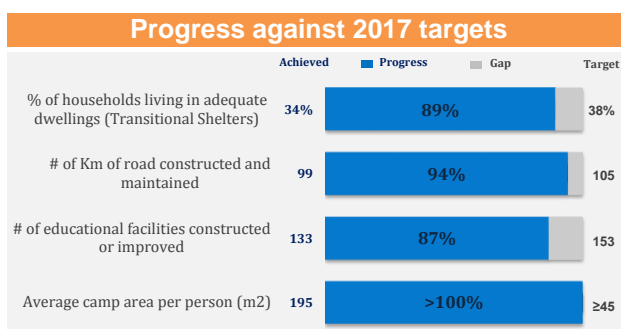 Progress against 2017 targets
Achieved Progress Gap Target
% of households living in adequate
dwellings (Transitional Shelters)
34% 89% 38%
# of Km of road constructed and
maintained
99 94% 105
# of educational facilities constructed
or improved
133 87% 153
Average camp area per person (m2) 195 >100% ≥45